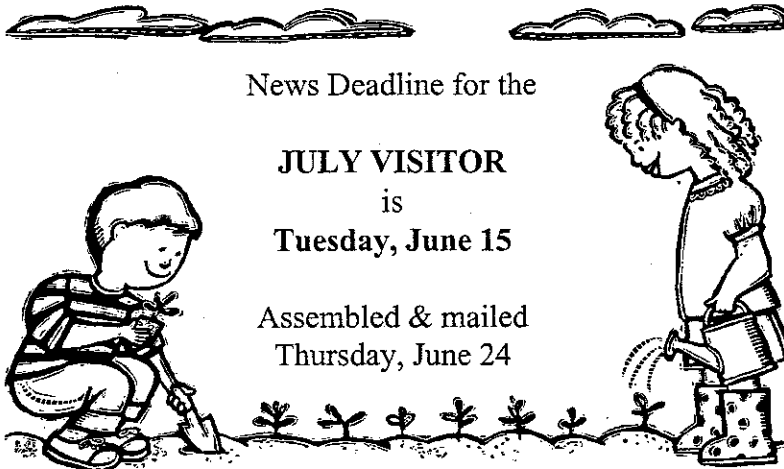 News Deadline for the
JULY VISITOR
is
Tuesday, June 15
Assembled & mailed
Thursday, June 24